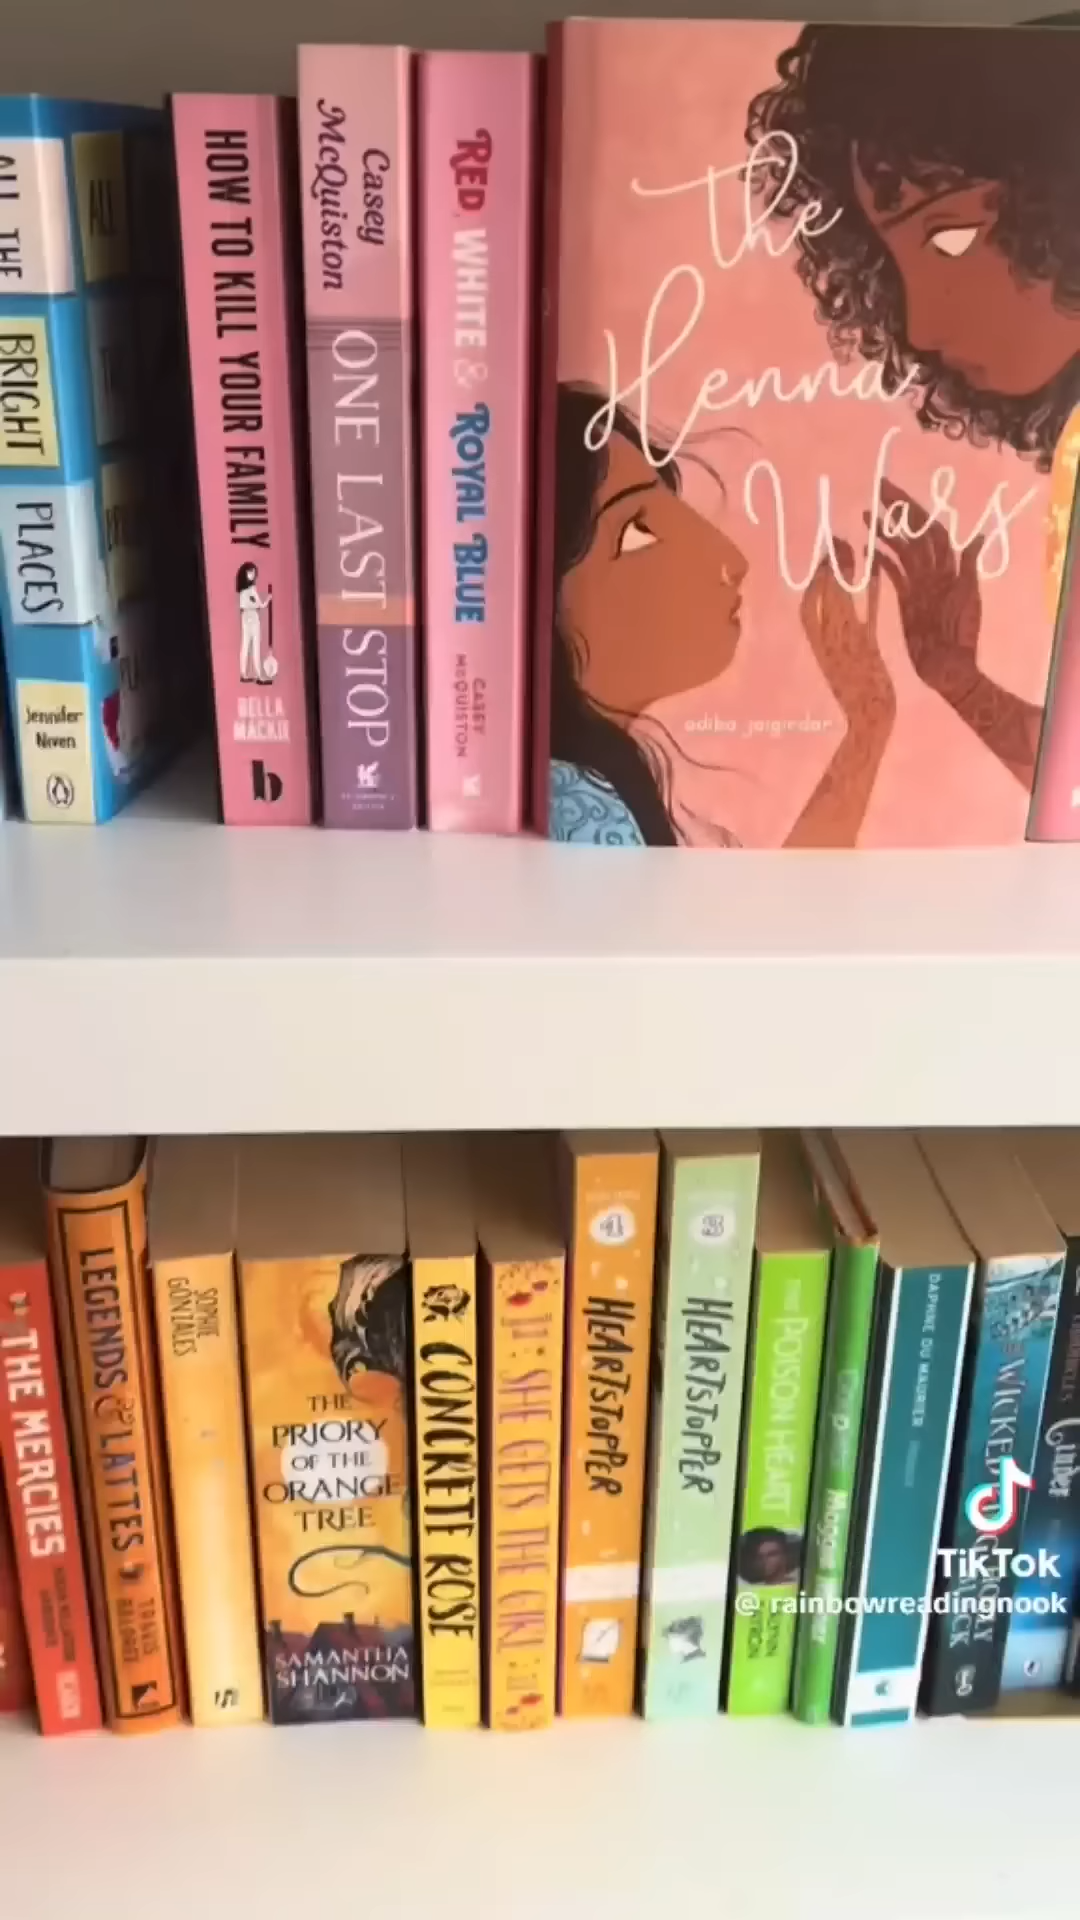 ALL THE
BRIGHT
PLACES
Jennifer
Niven
HOW TO KILL YOUR FAMILY
BELLA
MACKIE
Casey
McQuiston
ONE LAST STOP
RED, WHITE & ROYAL BLUE
CASEY
McQUISTON
the
Henna
Wars
adiba jaigirdar
THE MERCIES
LEGENDS & LATTES
TRAVIS
BALDREE
SOPHIE
GONZALES
THE
PRIORY
OF THE
ORANGE
TREE
SAMANTHA
SHANNON
CONCRETE ROSE
SHE GETS THE GIRL
4
HEARTSTOPPER
3
HEARTSTOPPER
THE POISON HEART
DAPHNE DU MAURIER
WICKED
TikTok
@ rainbowreadingnook